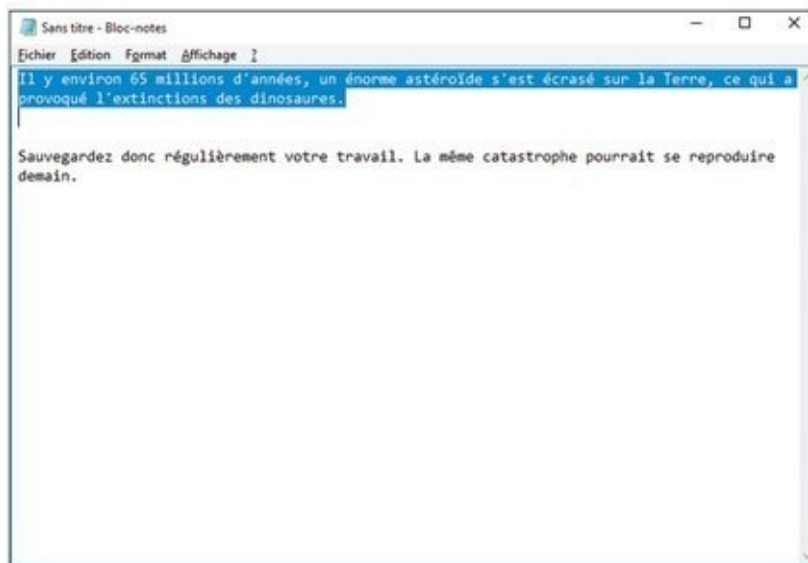 Sans titre - Bloc-notes
Fichier Edition Format Affichage ?
Il y environ 65 millions d'années, un énorme astéroïde s'est écrasé sur la Terre, ce qui a
provoqué l'extinctions des dinosaures.
Sauvegardez donc régulièrement votre travail. La même catastrophe pourrait se reproduire
demain.